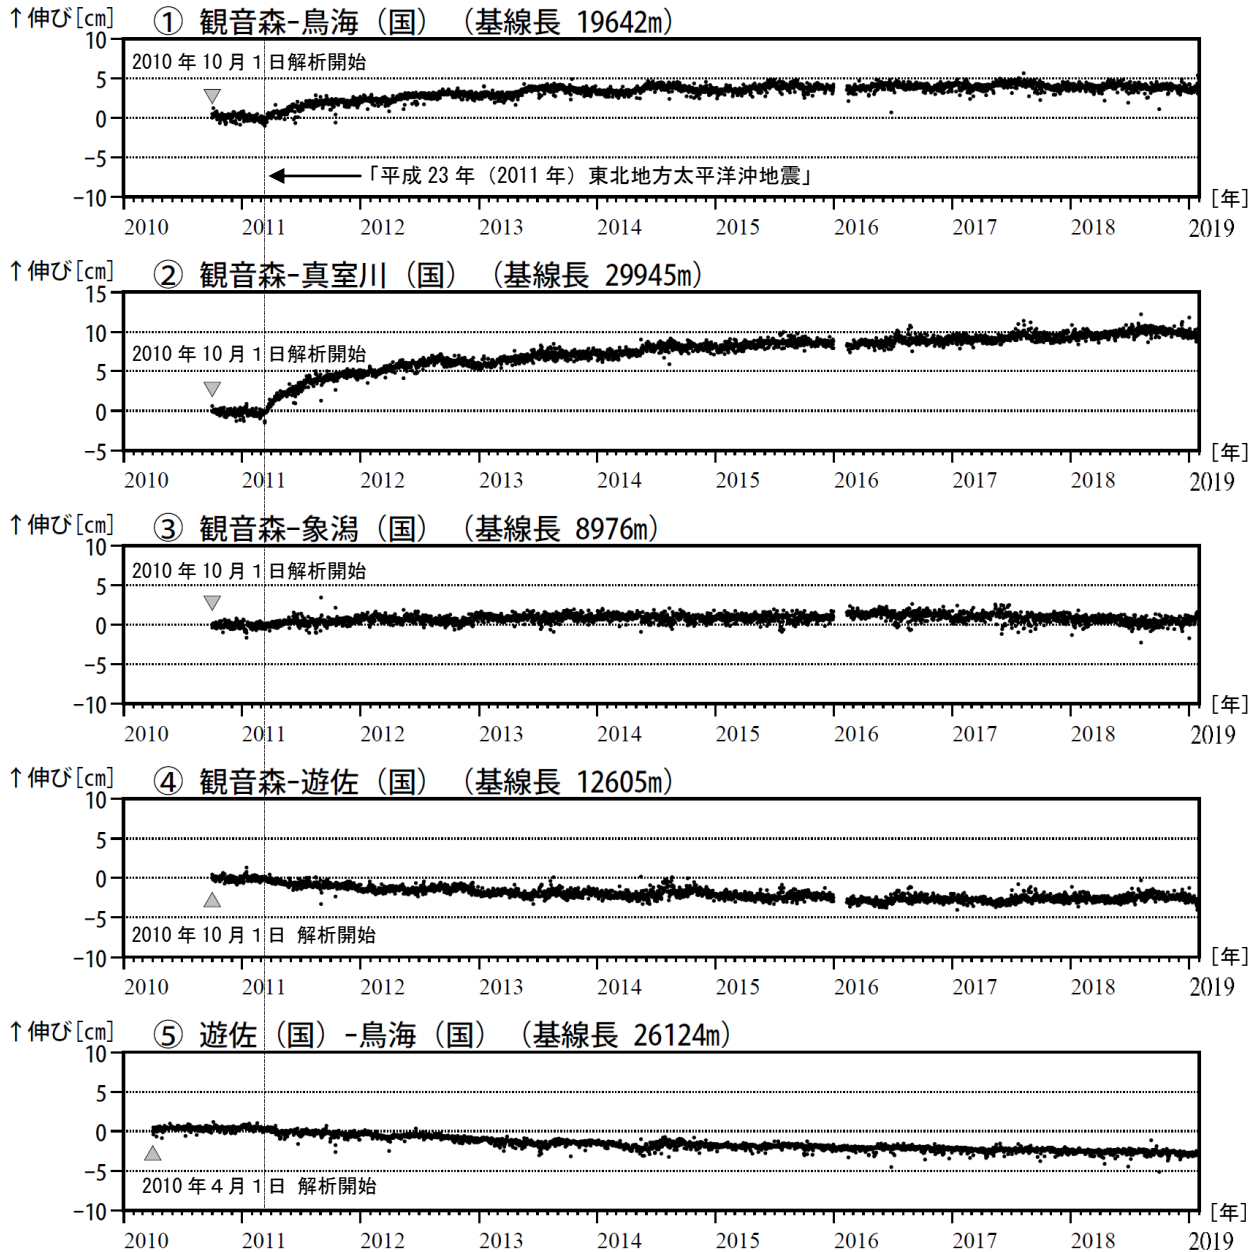 ↑伸び[cm] ① 観音森-鳥海（国）（基線長 19642m）
10
2010 年 10 月 1 日解析開始
5
0
-5
「平成 23 年（2011 年）東北地方太平洋沖地震」
-10
[年]
2010 2011 2012 2013 2014 2015 2016 2017 2018 2019
↑伸び[cm] ② 観音森-真室川（国）（基線長 29945m）
15
10
2010 年 10 月 1 日解析開始
5
0
-5
[年]
2010 2011 2012 2013 2014 2015 2016 2017 2018 2019
↑伸び[cm] ③ 観音森-象潟（国）（基線長 8976m）
10
2010 年 10 月 1 日解析開始
5
0
-5
-10
[年]
2010 2011 2012 2013 2014 2015 2016 2017 2018 2019
↑伸び[cm] ④ 観音森-遊佐（国）（基線長 12605m）
10
5
0
-5
2010 年 10 月 1 日 解析開始
-10
[年]
2010 2011 2012 2013 2014 2015 2016 2017 2018 2019
↑伸び[cm] ⑤ 遊佐（国）-鳥海（国）（基線長 26124m）
10
5
0
-5
2010 年 4 月 1 日 解析開始
-10
[年]
2010 2011 2012 2013 2014 2015 2016 2017 2018 2019